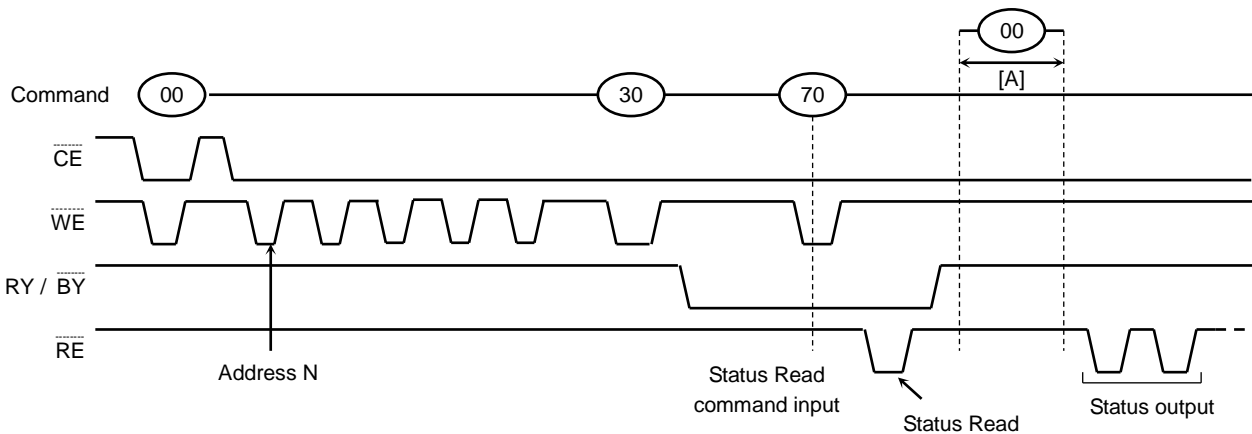 00
[A]
Command 00 30 70
CE
WE
RY / BY
RE
Address N
Status Read
command input
Status Read
Status output